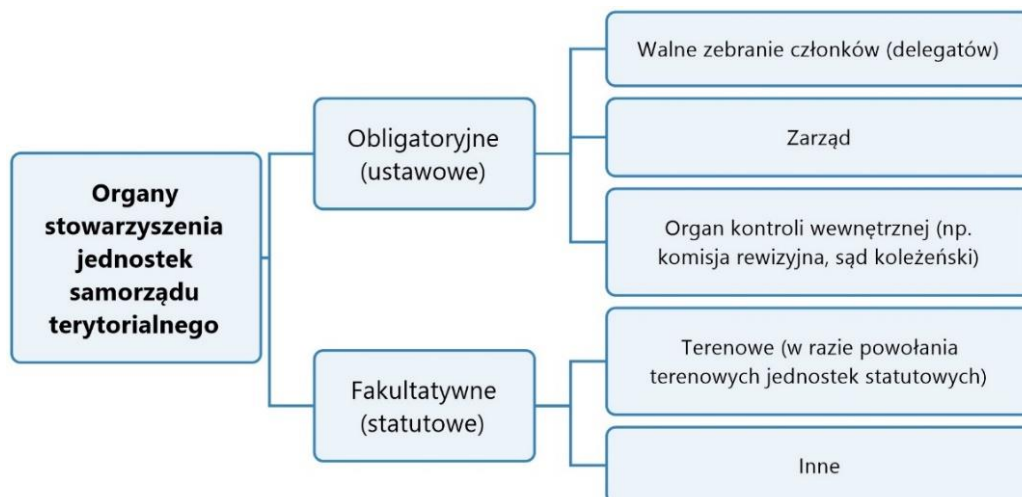 Organy
stowarzyszenia
jednostek
samorządu
terytorialnego
Obligatoryjne
(ustawowe)
Walne zebranie członków (delegatów)
Zarząd
Organ kontroli wewnętrznej (np.
komisja rewizyjna, sąd koleżeński)
Fakultatywne
(statutowe)
Terenowe (w razie powołania
terenowych jednostek statutowych)
Inne